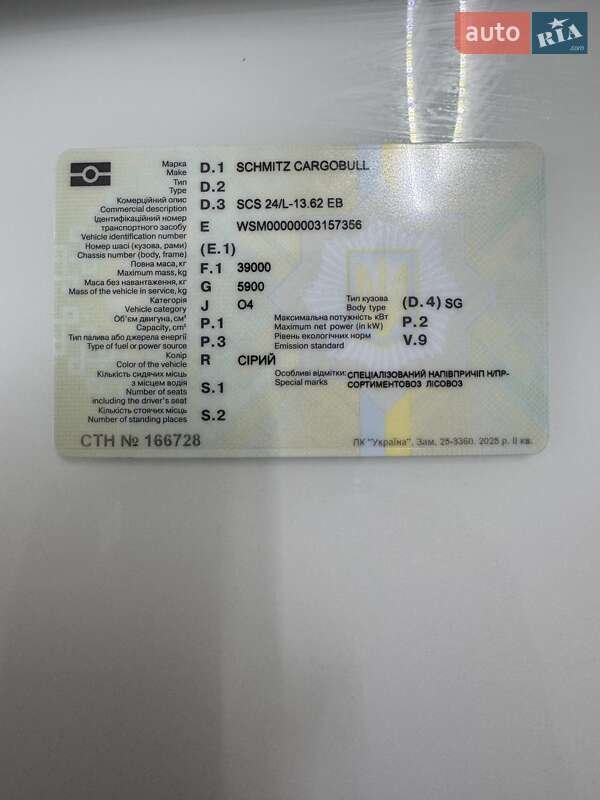 auto RIA .com
Марка
Make D.1 SCHMITZ CARGOBULL
Тип
Type D.2
Комерційний опис
Commercial description D.3 SCS 24/L-13.62 EB
Ідентифікаційний номер
транспортного засобу
Vehicle identification number E WSM00000003157356
Номер шасі (кузова, рами)
Chassis number (body, frame) (E.1)
Повна маса, кг
Maximum mass, kg F.1 39000
Маса без навантаження, кг
Mass of the vehicle in service, kg G 5900
Категорія
Vehicle category J О4
Тип кузова
Body type (D.4) SG
Об'єм двигуна, см³
Capacity, cm³ P.1
Максимальна потужність кВт
Maximum net power (in kW) P.2
Тип палива або джерела енергії
Type of fuel or power source P.3
Рівень екологічних норм
Emission standard V.9
Колір
Color of the vehicle R СІРИЙ
Особливі відмітки:
Special marks
СПЕЦІАЛІЗОВАНИЙ НАПІВПРИЧІП Н/ПР-
СОРТИМЕНТОВОЗ ЛІСОВОЗ
Кількість сидячих місць
з місцем водія
Number of seats
including the driver's seat S.1
Кількість стоячих місць
Number of standing places S.2
СТН № 166728
ПК "Україна". Зам. 25-3360. 2025 р. II кв.